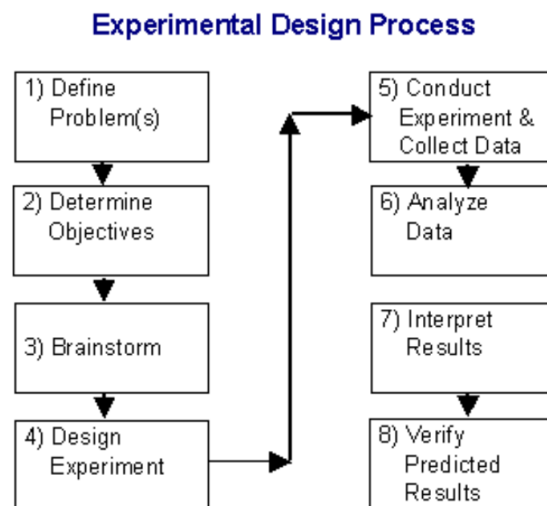 Experimental Design Process
1) Define
Problem(s)
2) Determine
Objectives
3) Brainstorm
4) Design
Experiment
5) Conduct
Experiment &
Collect Data
6) Analyze
Data
7) Interpret
Results
8) Verify
Predicted
Results